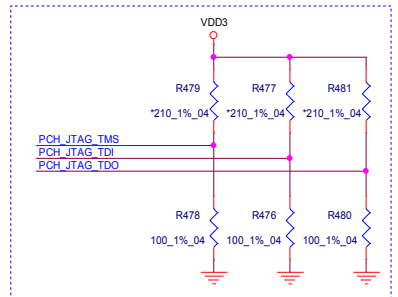 VDD3
R479 R477 R481
*210_1%_04 *210_1%_04 *210_1%_04
PCH_JTAG_TMS
PCH_JTAG_TDI
PCH_JTAG_TDO
R478 R476 R480
100_1%_04 100_1%_04 100_1%_04